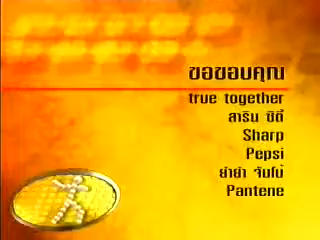 ขอขอบคุณ
true together
สาริน ซิตี้
Sharp
Pepsi
ยำยำ จัมโบ้
Pantene